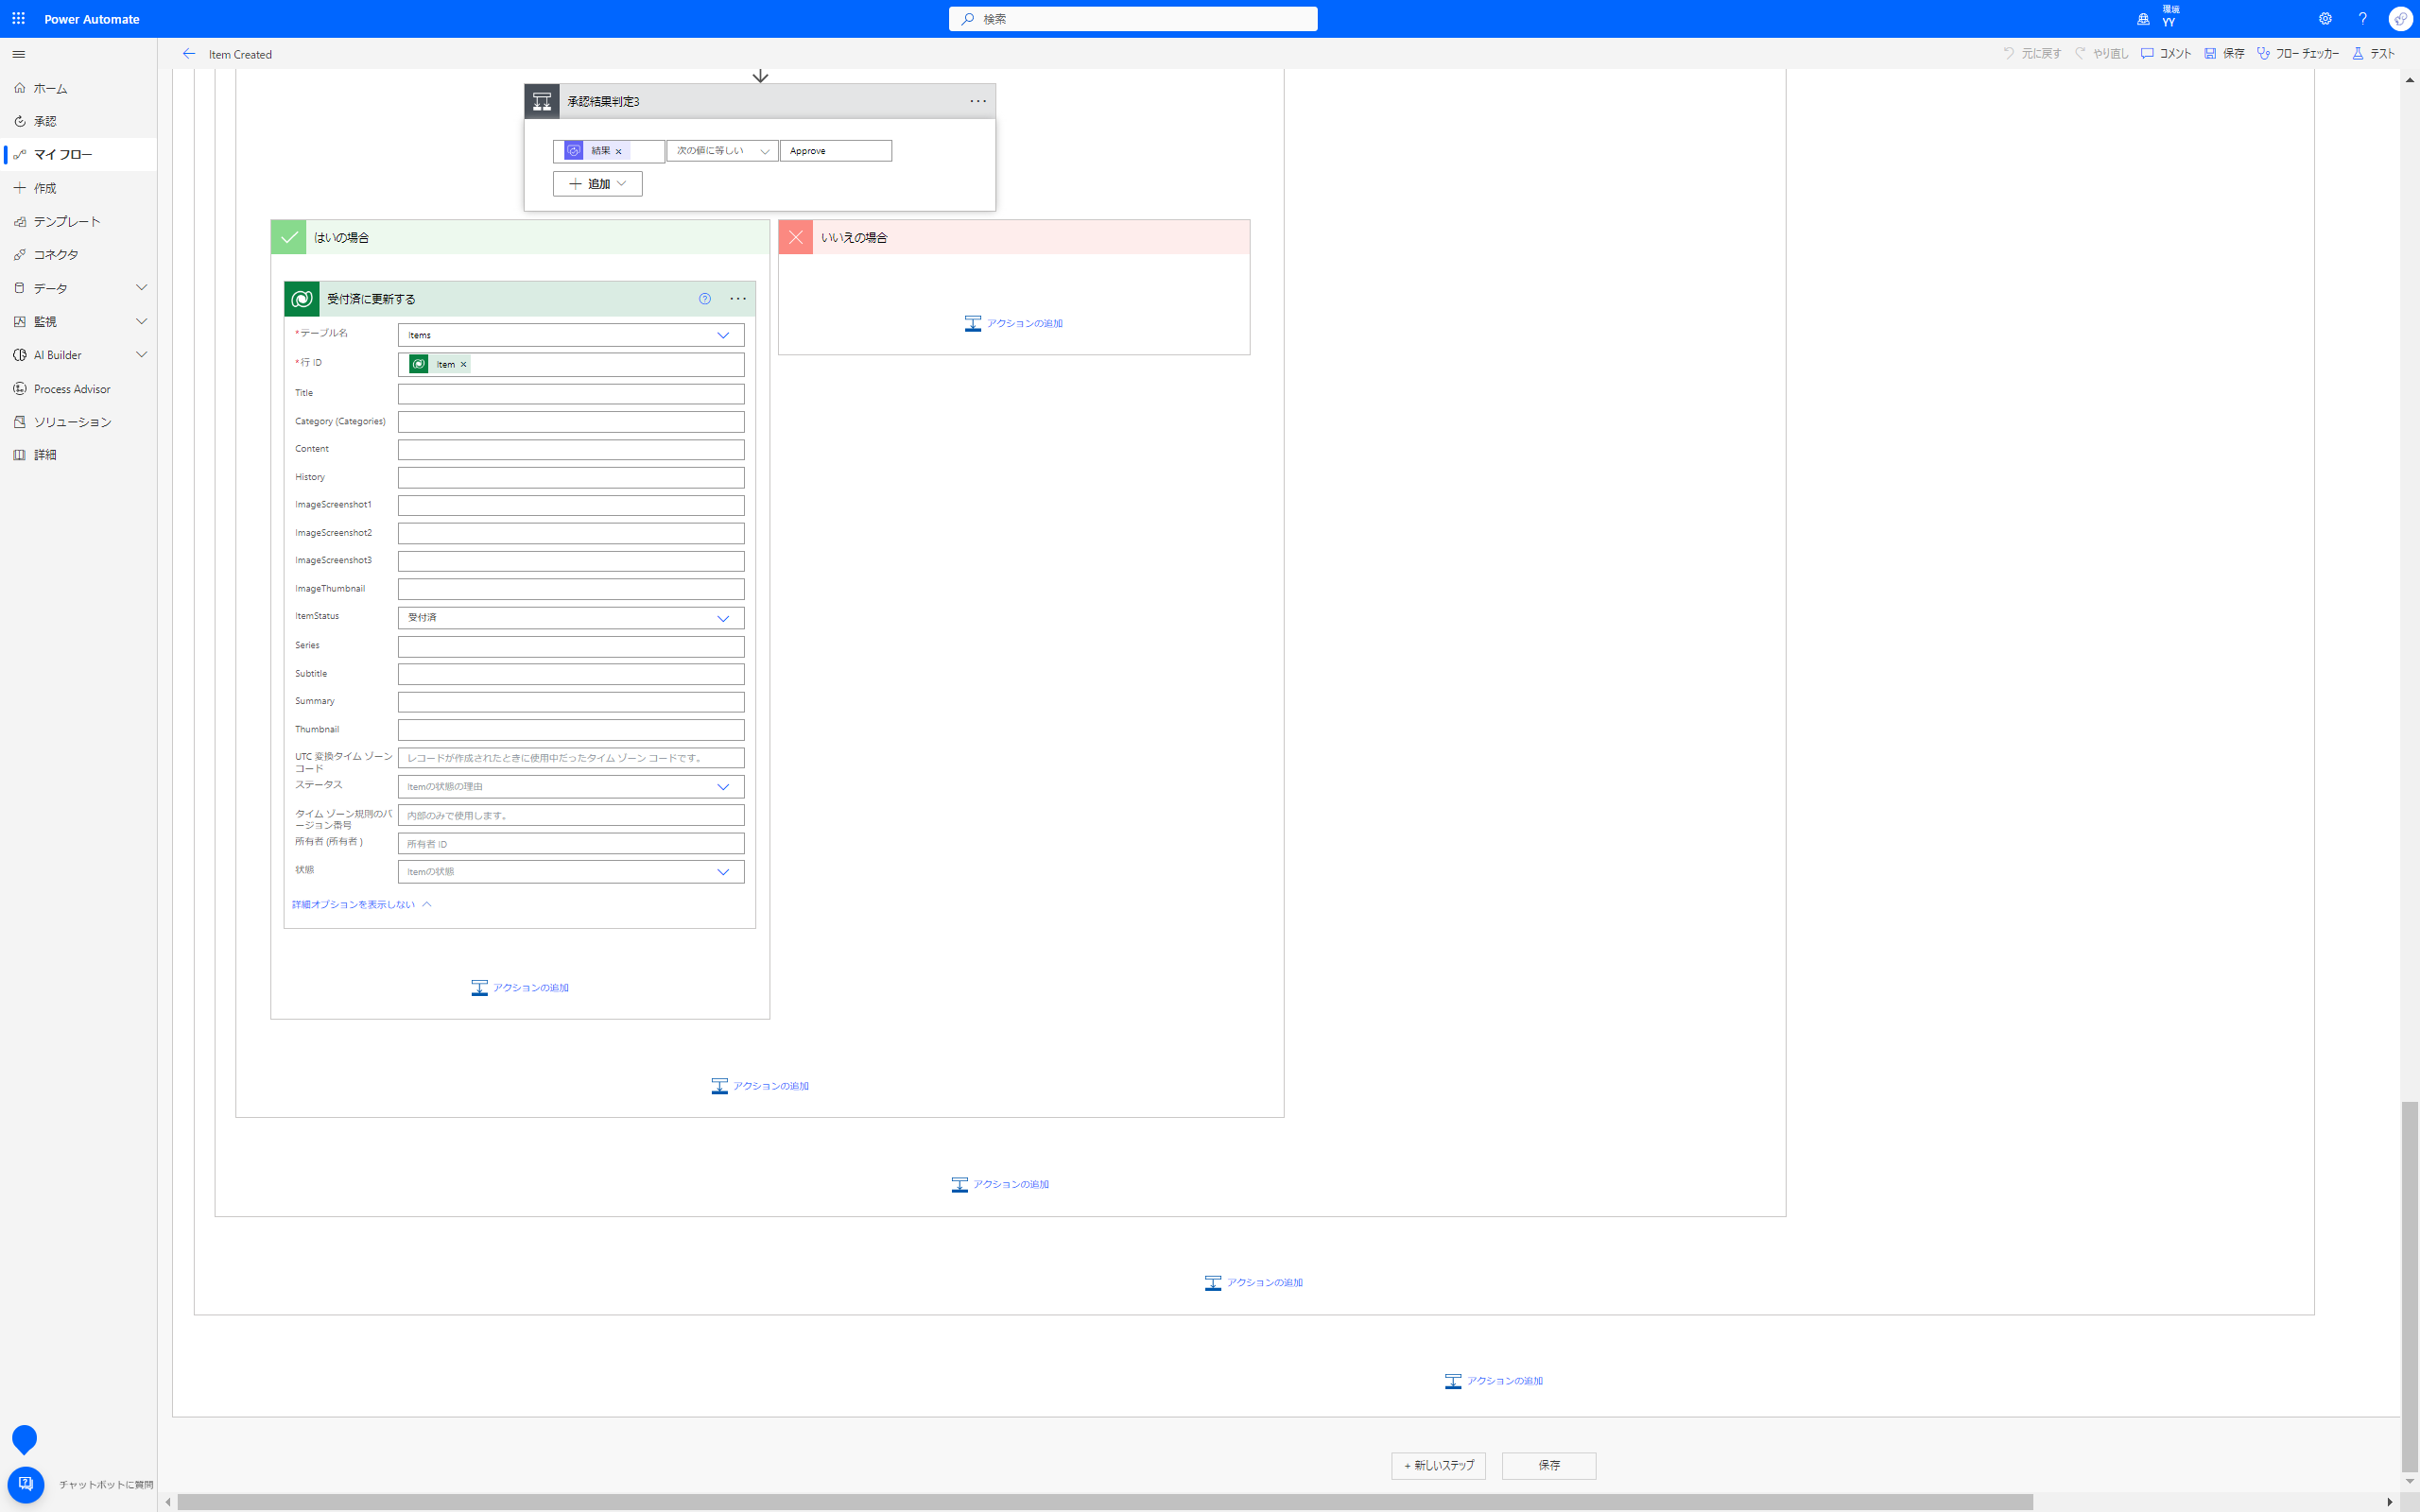 Power Automate
検索
環境
YY
Item Created
元に戻す
やり直し
コメント
保存
フロー チェッカー
テスト
ホーム
承認
マイ フロー
作成
テンプレート
コネクタ
データ
監視
AI Builder
Process Advisor
ソリューション
詳細
承認結果判定3
結果
次の値に等しい
Approve
追加
はいの場合
いいえの場合
アクションの追加
受付済に更新する
*テーブル名
Items
*行 ID
Item
Title
Category (Categories)
Content
History
ImageScreenshot1
ImageScreenshot2
ImageScreenshot3
ImageThumbnail
ItemStatus
受付済
Series
Subtitle
Summary
Thumbnail
UTC 変換タイム ゾーン
コード
レコードが作成されたときに使用中だったタイム ゾーン コードです。
ステータス
Itemの状態の理由
タイム ゾーン規則のバ
ージョン番号
内部のみで使用します。
所有者 (所有者 )
所有者 ID
状態
Itemの状態
詳細オプションを表示しない
アクションの追加
アクションの追加
アクションの追加
アクションの追加
アクションの追加
+ 新しいステップ
保存
チャットボットに質問